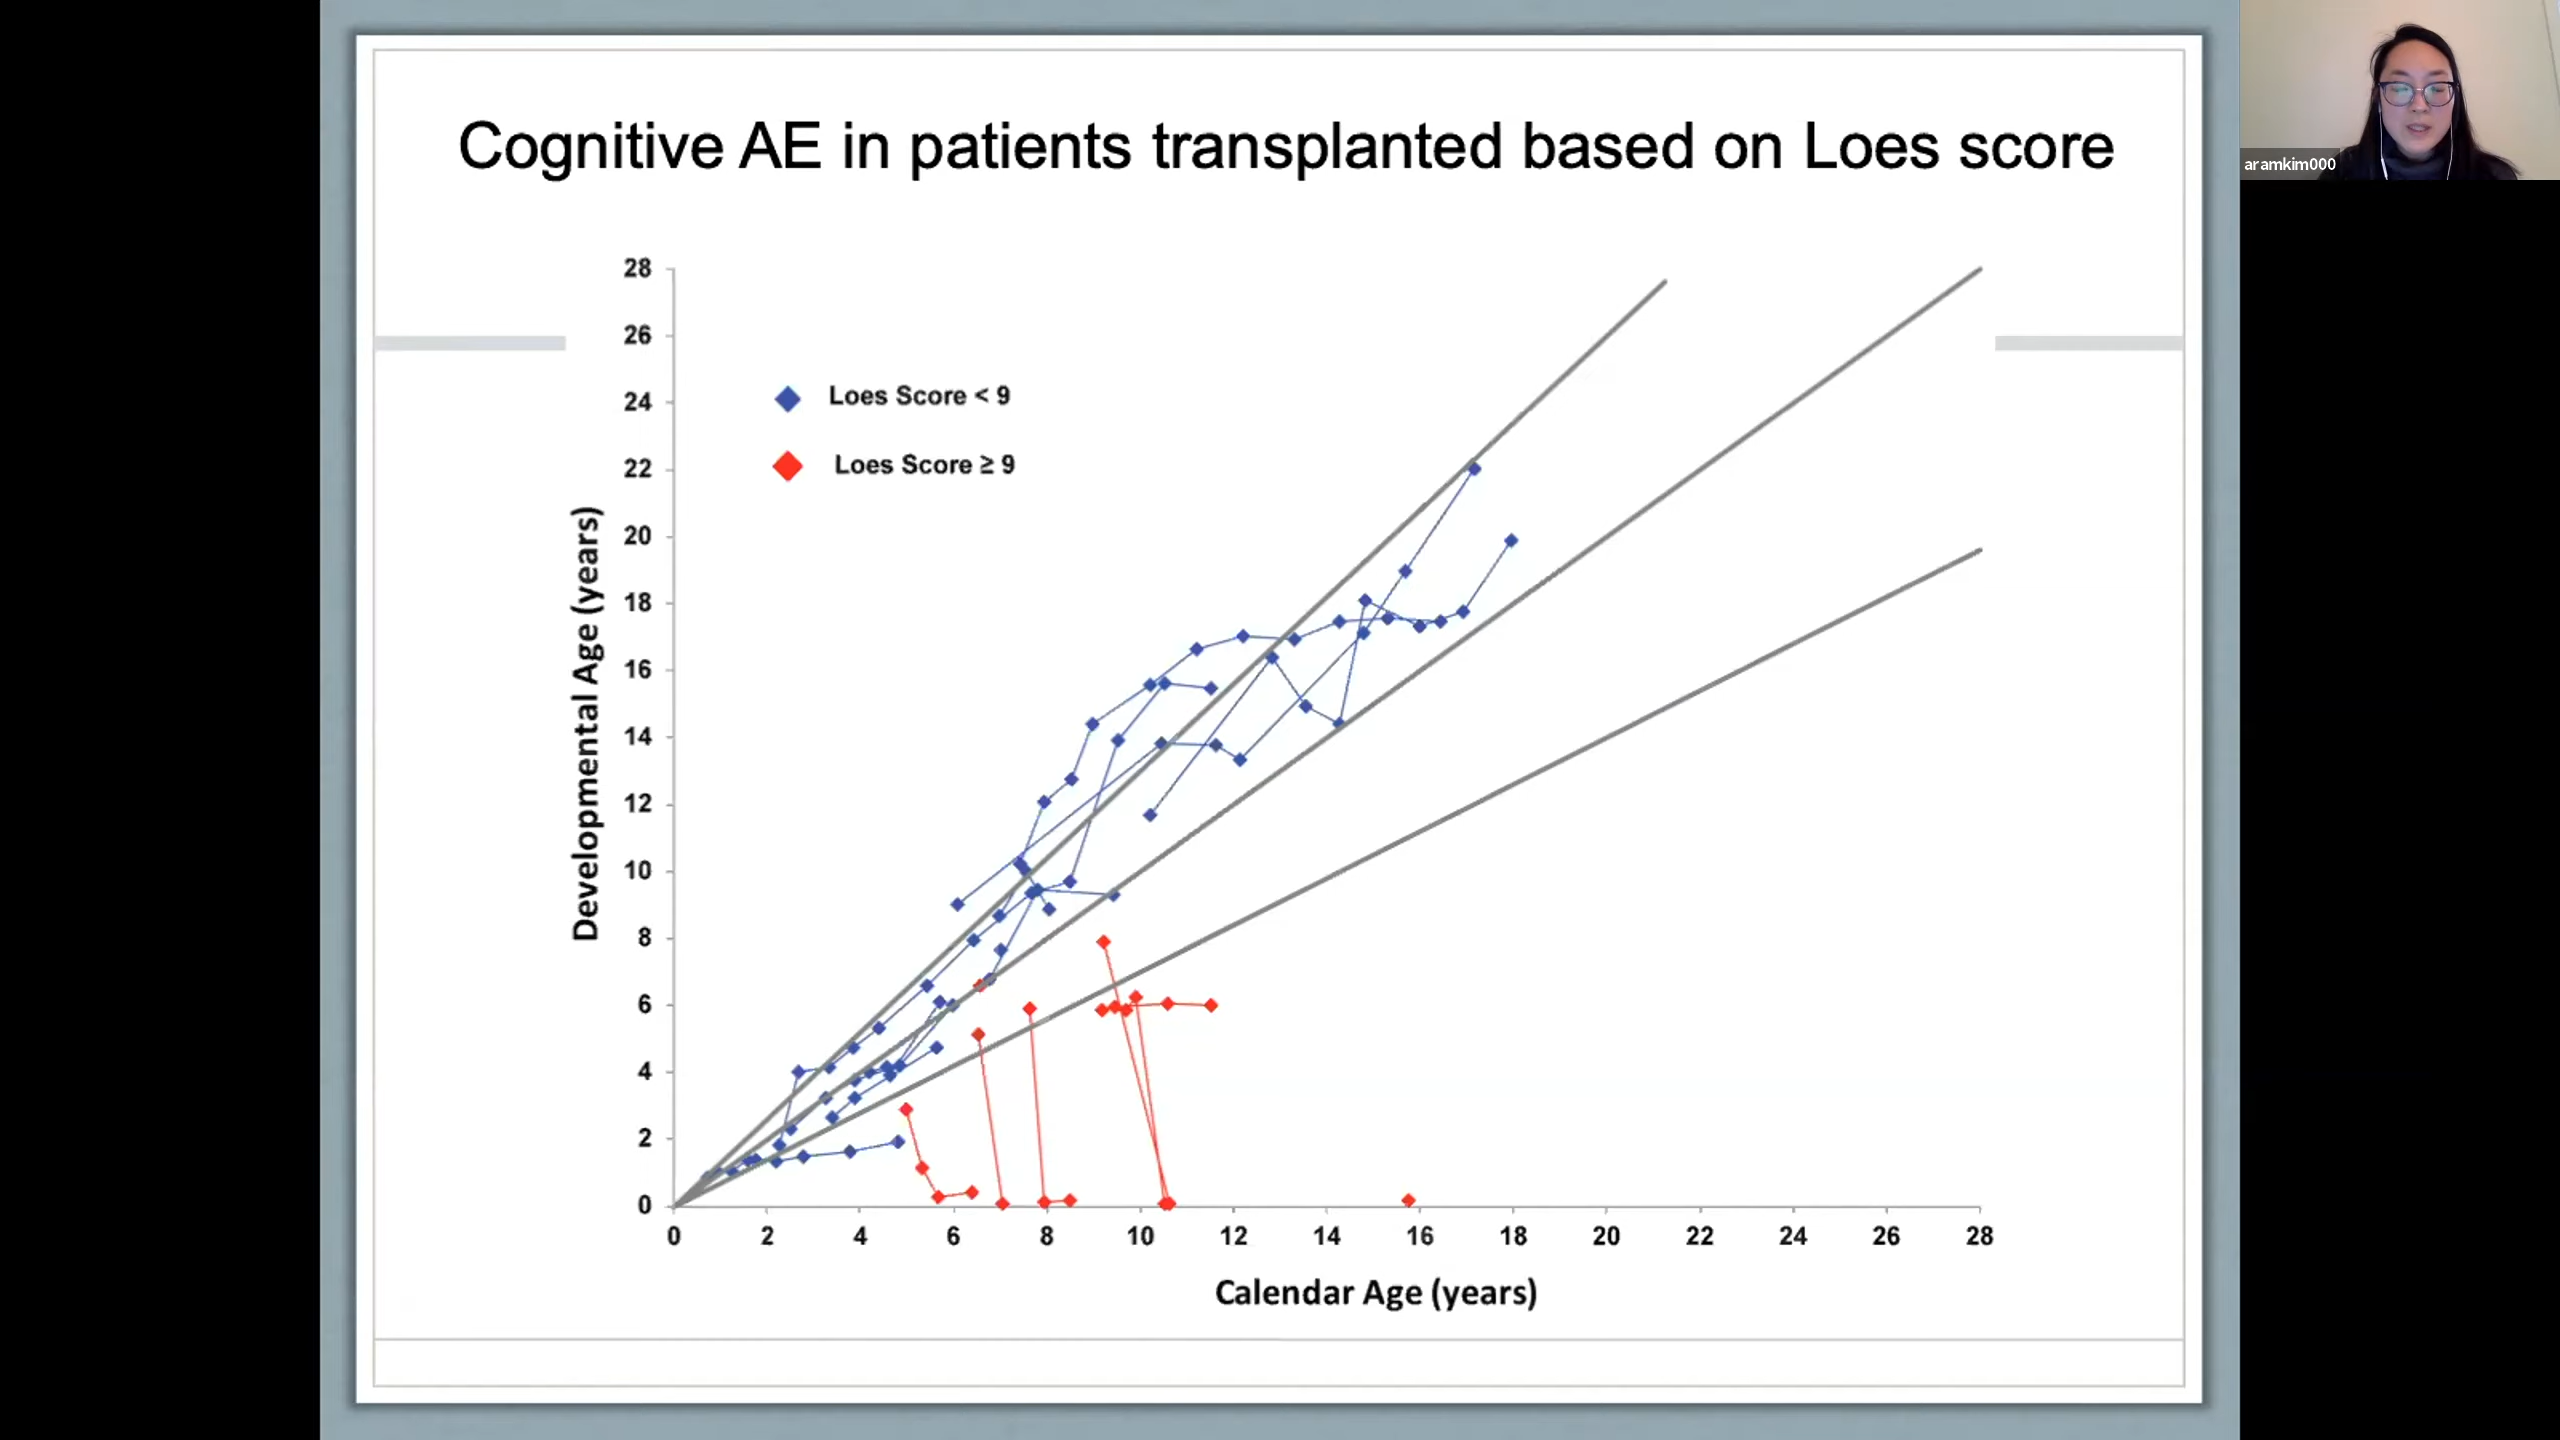 Cognitive AE in patients transplanted based on Loes score
aramkim000
28
26
24
22
20
18
16
14
12
10
8
6
4
2
0
Loes Score < 9
Loes Score ≥ 9
Developmental Age (years)
0 2 4 6 8 10 12 14 16 18 20 22 24 26 28
Calendar Age (years)